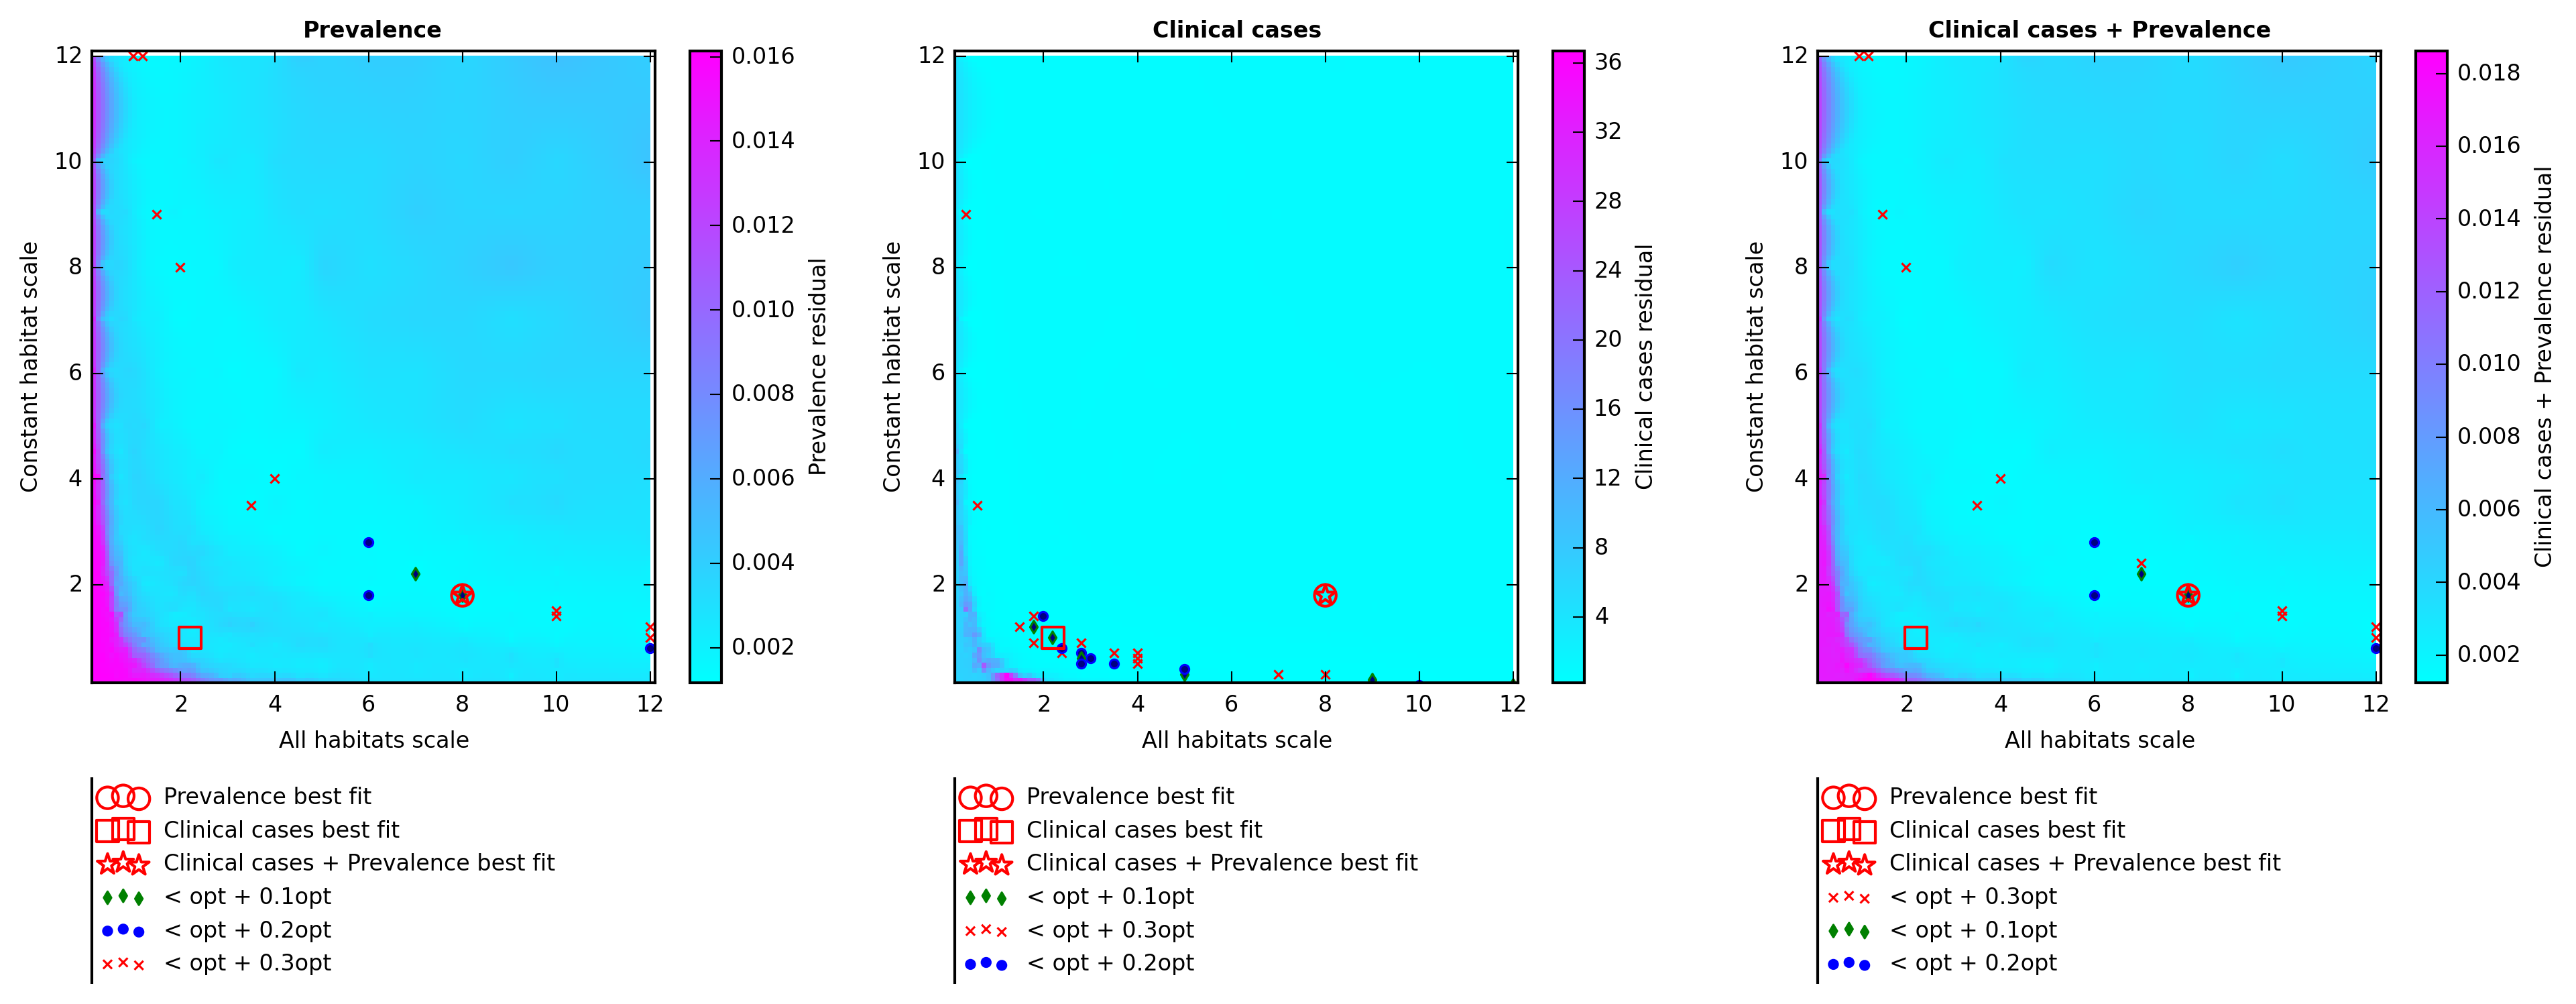 Prevalence
12
10
8
6
4
2
2 4 6 8 10 12
Constant habitat scale
All habitats scale
0.016
0.014
0.012
0.010
0.008
0.006
0.004
0.002
Prevalence residual
Prevalence best fit
Clinical cases best fit
Clinical cases + Prevalence best fit
< opt + 0.1opt
< opt + 0.2opt
< opt + 0.3opt
Clinical cases
12
10
8
6
4
2
2 4 6 8 10 12
Constant habitat scale
All habitats scale
36
32
28
24
20
16
12
8
4
Clinical cases residual
Prevalence best fit
Clinical cases best fit
Clinical cases + Prevalence best fit
< opt + 0.1opt
< opt + 0.3opt
< opt + 0.2opt
Clinical cases + Prevalence
12
10
8
6
4
2
2 4 6 8 10 12
Constant habitat scale
All habitats scale
0.018
0.016
0.014
0.012
0.010
0.008
0.006
0.004
0.002
Clinical cases + Prevalence residual
Prevalence best fit
Clinical cases best fit
Clinical cases + Prevalence best fit
< opt + 0.3opt
< opt + 0.1opt
< opt + 0.2opt